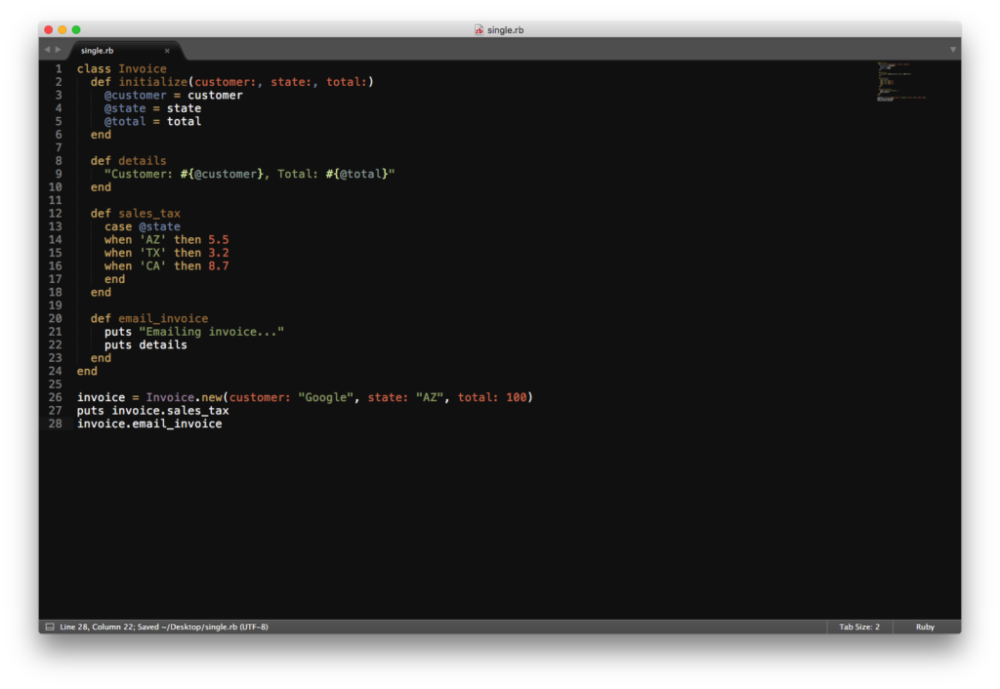 single.rb
single.rb ×
1 class Invoice
2   def initialize(customer:, state:, total:)
3     @customer = customer
4     @state = state
5     @total = total
6   end
7
8   def details
9     "Customer: #{@customer}, Total: #{@total}"
10   end
11
12   def sales_tax
13     case @state
14     when 'AZ' then 5.5
15     when 'TX' then 3.2
16     when 'CA' then 8.7
17     end
18   end
19
20   def email_invoice
21     puts "Emailing invoice..."
22     puts details
23   end
24 end
25
26 invoice = Invoice.new(customer: "Google", state: "AZ", total: 100)
27 puts invoice.sales_tax
28 invoice.email_invoice
Line 28, Column 22; Saved ~/Desktop/single.rb (UTF-8) Tab Size: 2 Ruby